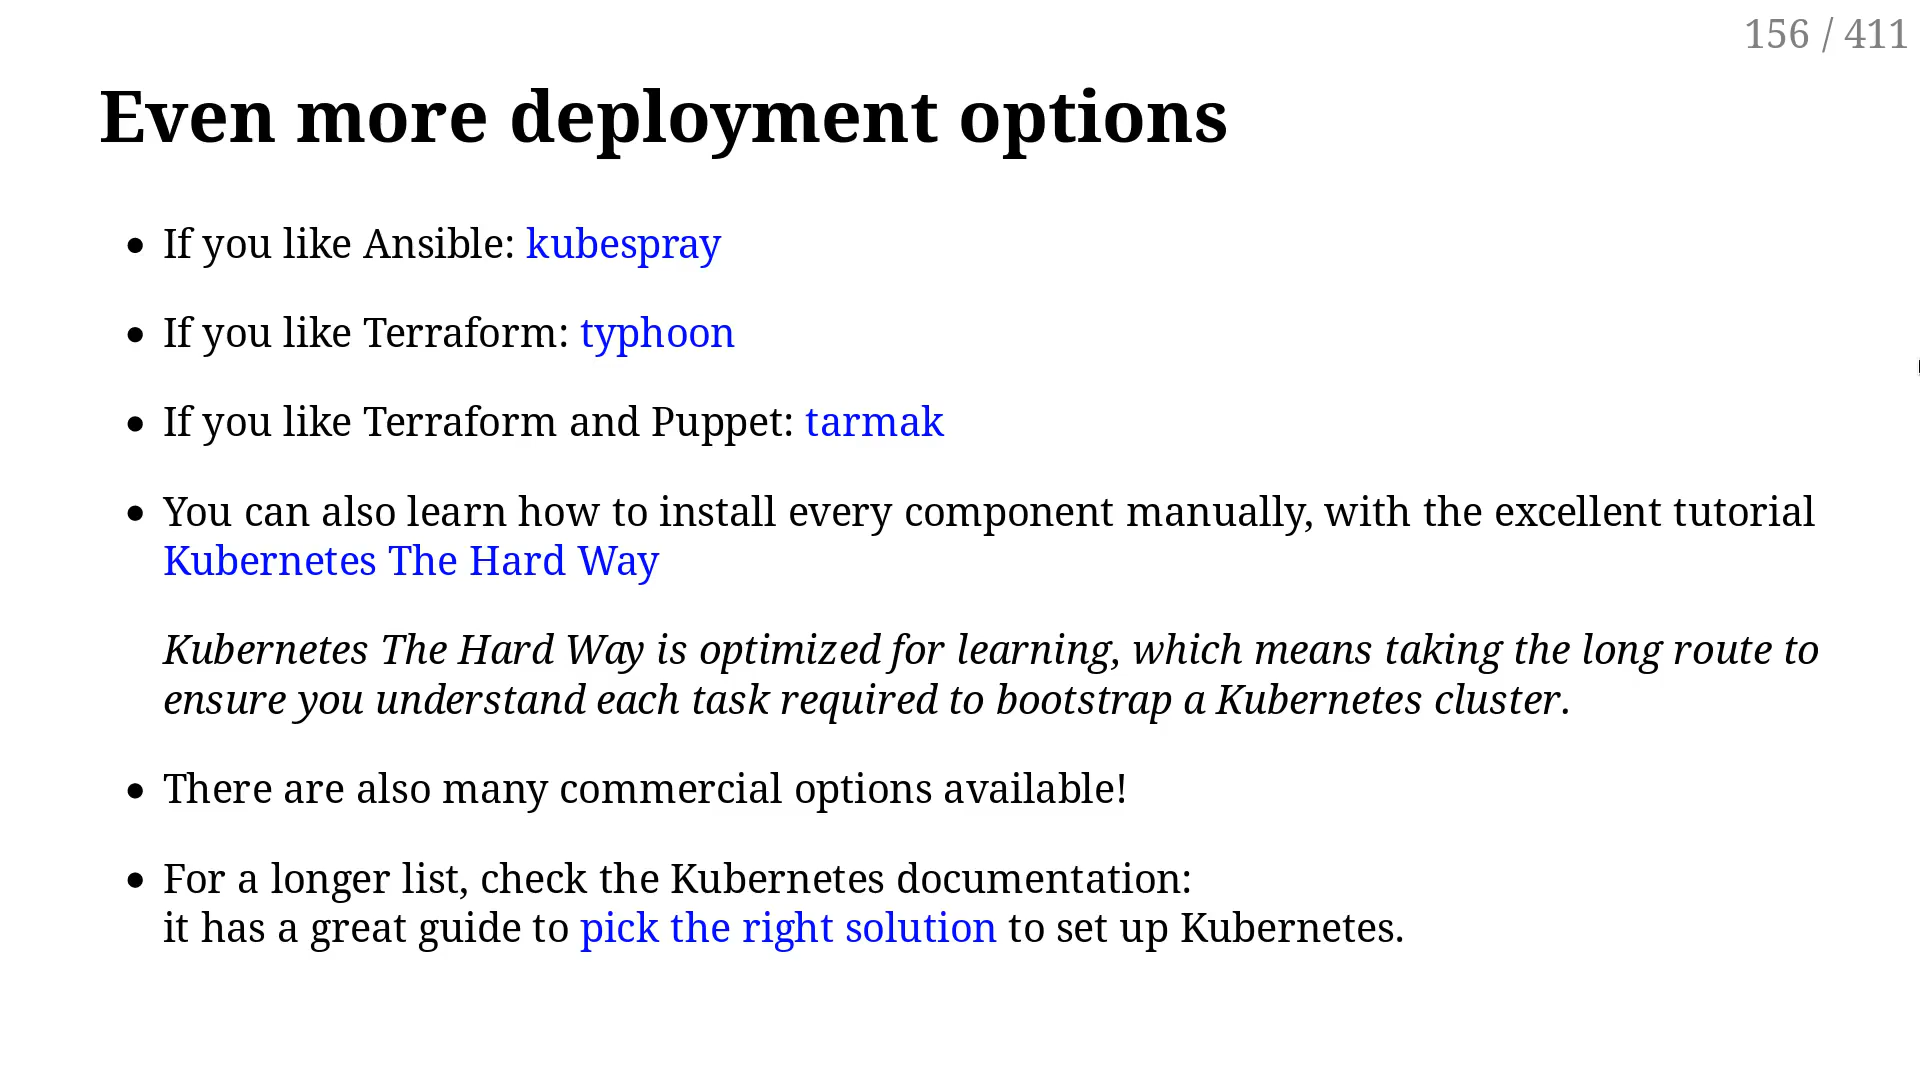 156 / 411
Even more deployment options
• If you like Ansible: kubespray
• If you like Terraform: typhoon
• If you like Terraform and Puppet: tarmak
• You can also learn how to install every component manually, with the excellent tutorial
Kubernetes The Hard Way
Kubernetes The Hard Way is optimized for learning, which means taking the long route to
ensure you understand each task required to bootstrap a Kubernetes cluster.
• There are also many commercial options available!
• For a longer list, check the Kubernetes documentation:
it has a great guide to pick the right solution to set up Kubernetes.